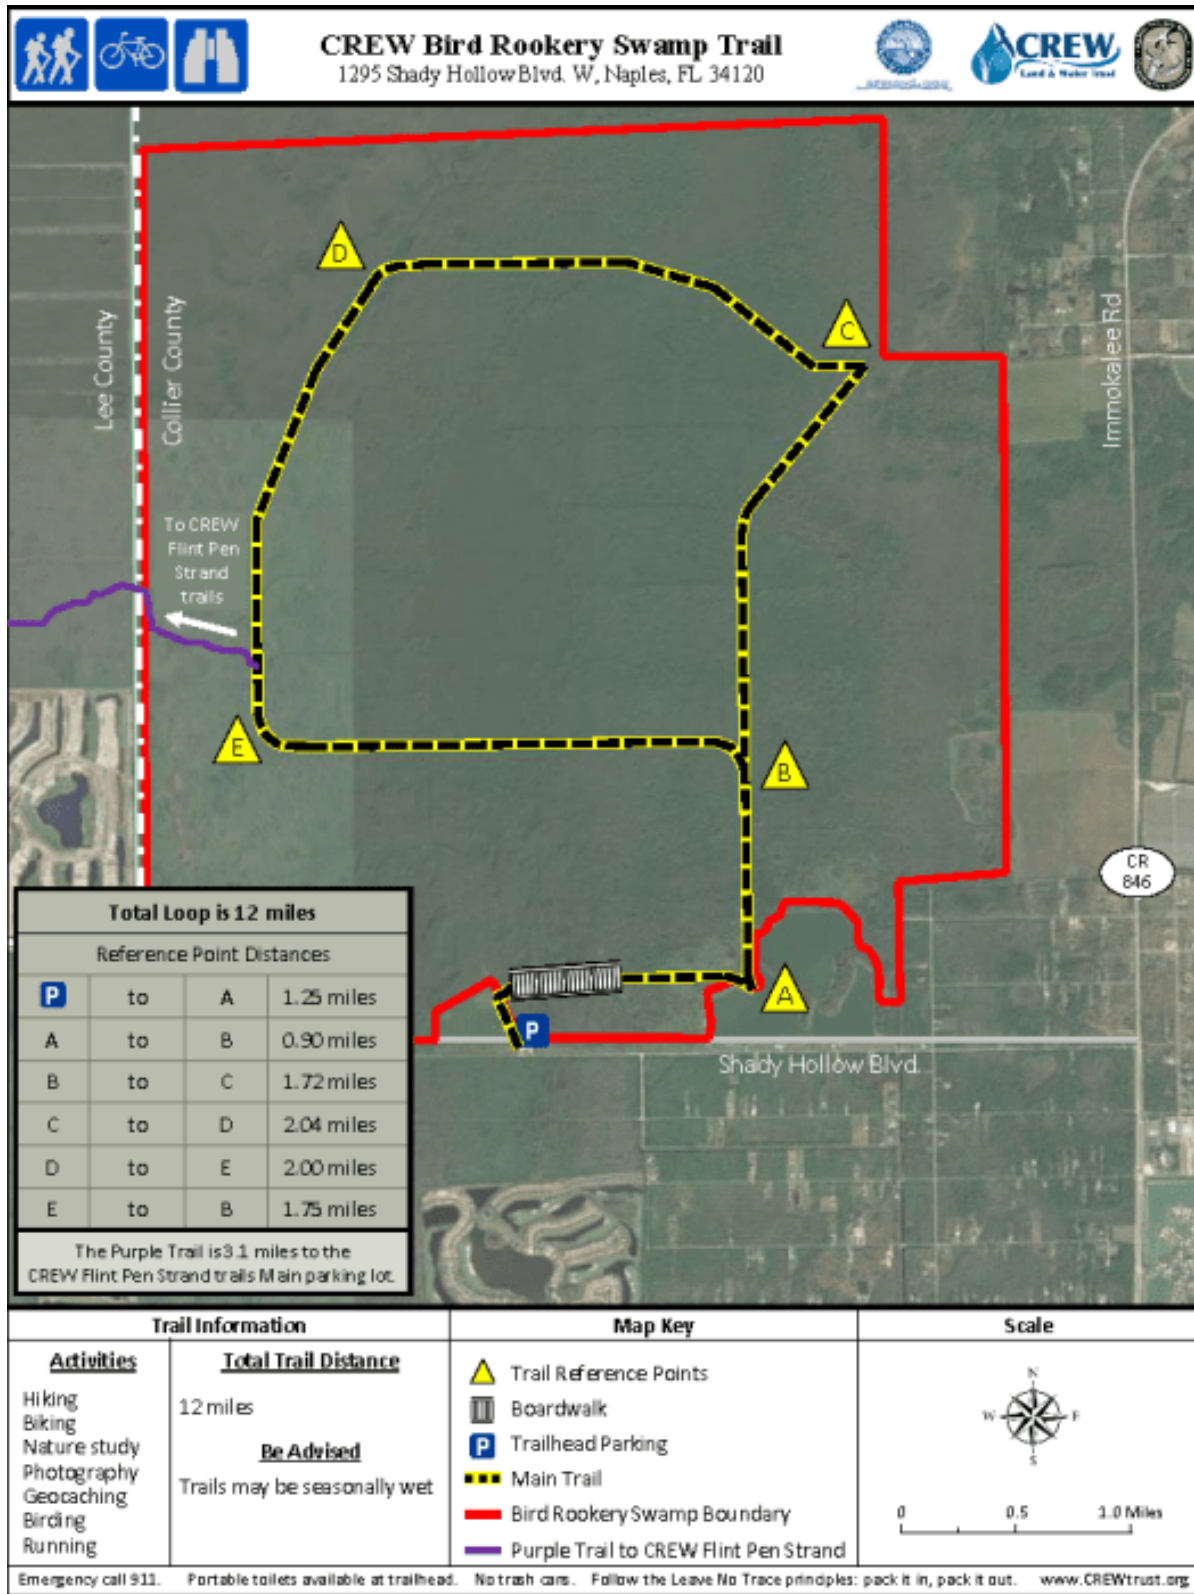 CREW Bird Rookery Swamp Trail
1295 Shady Hollow Blvd. W, Naples, FL 34120
CREW
Land & Water Trust
D
C
Lee County
Collier County
Immokalee Rd
To CREW
Flint Pen
Strand
trails
E
B
CR
846
A
P
Shady Hollow Blvd.
Total Loop is 12 miles
Reference Point Distances
P to A 1.25 miles
A to B 0.90 miles
B to C 1.72 miles
C to D 2.04 miles
D to E 2.00 miles
E to B 1.75 miles
The Purple Trail is 3.1 miles to the
CREW Flint Pen Strand trails Main parking lot.
Trail Information
Activities
Hiking
Biking
Nature study
Photography
Geocaching
Birding
Running
Total Trail Distance
12 miles
Be Advised
Trails may be seasonally wet
Map Key
Trail Reference Points
Boardwalk
P Trailhead Parking
Main Trail
Bird Rookery Swamp Boundary
Purple Trail to CREW Flint Pen Strand
Scale
N
W E
S
0 0.5 1.0 Miles
Emergency call 911. Portable toilets available at trailhead. No trash cans. Follow the Leave No Trace principles: pack it in, pack it out. www.CREWtrust.org